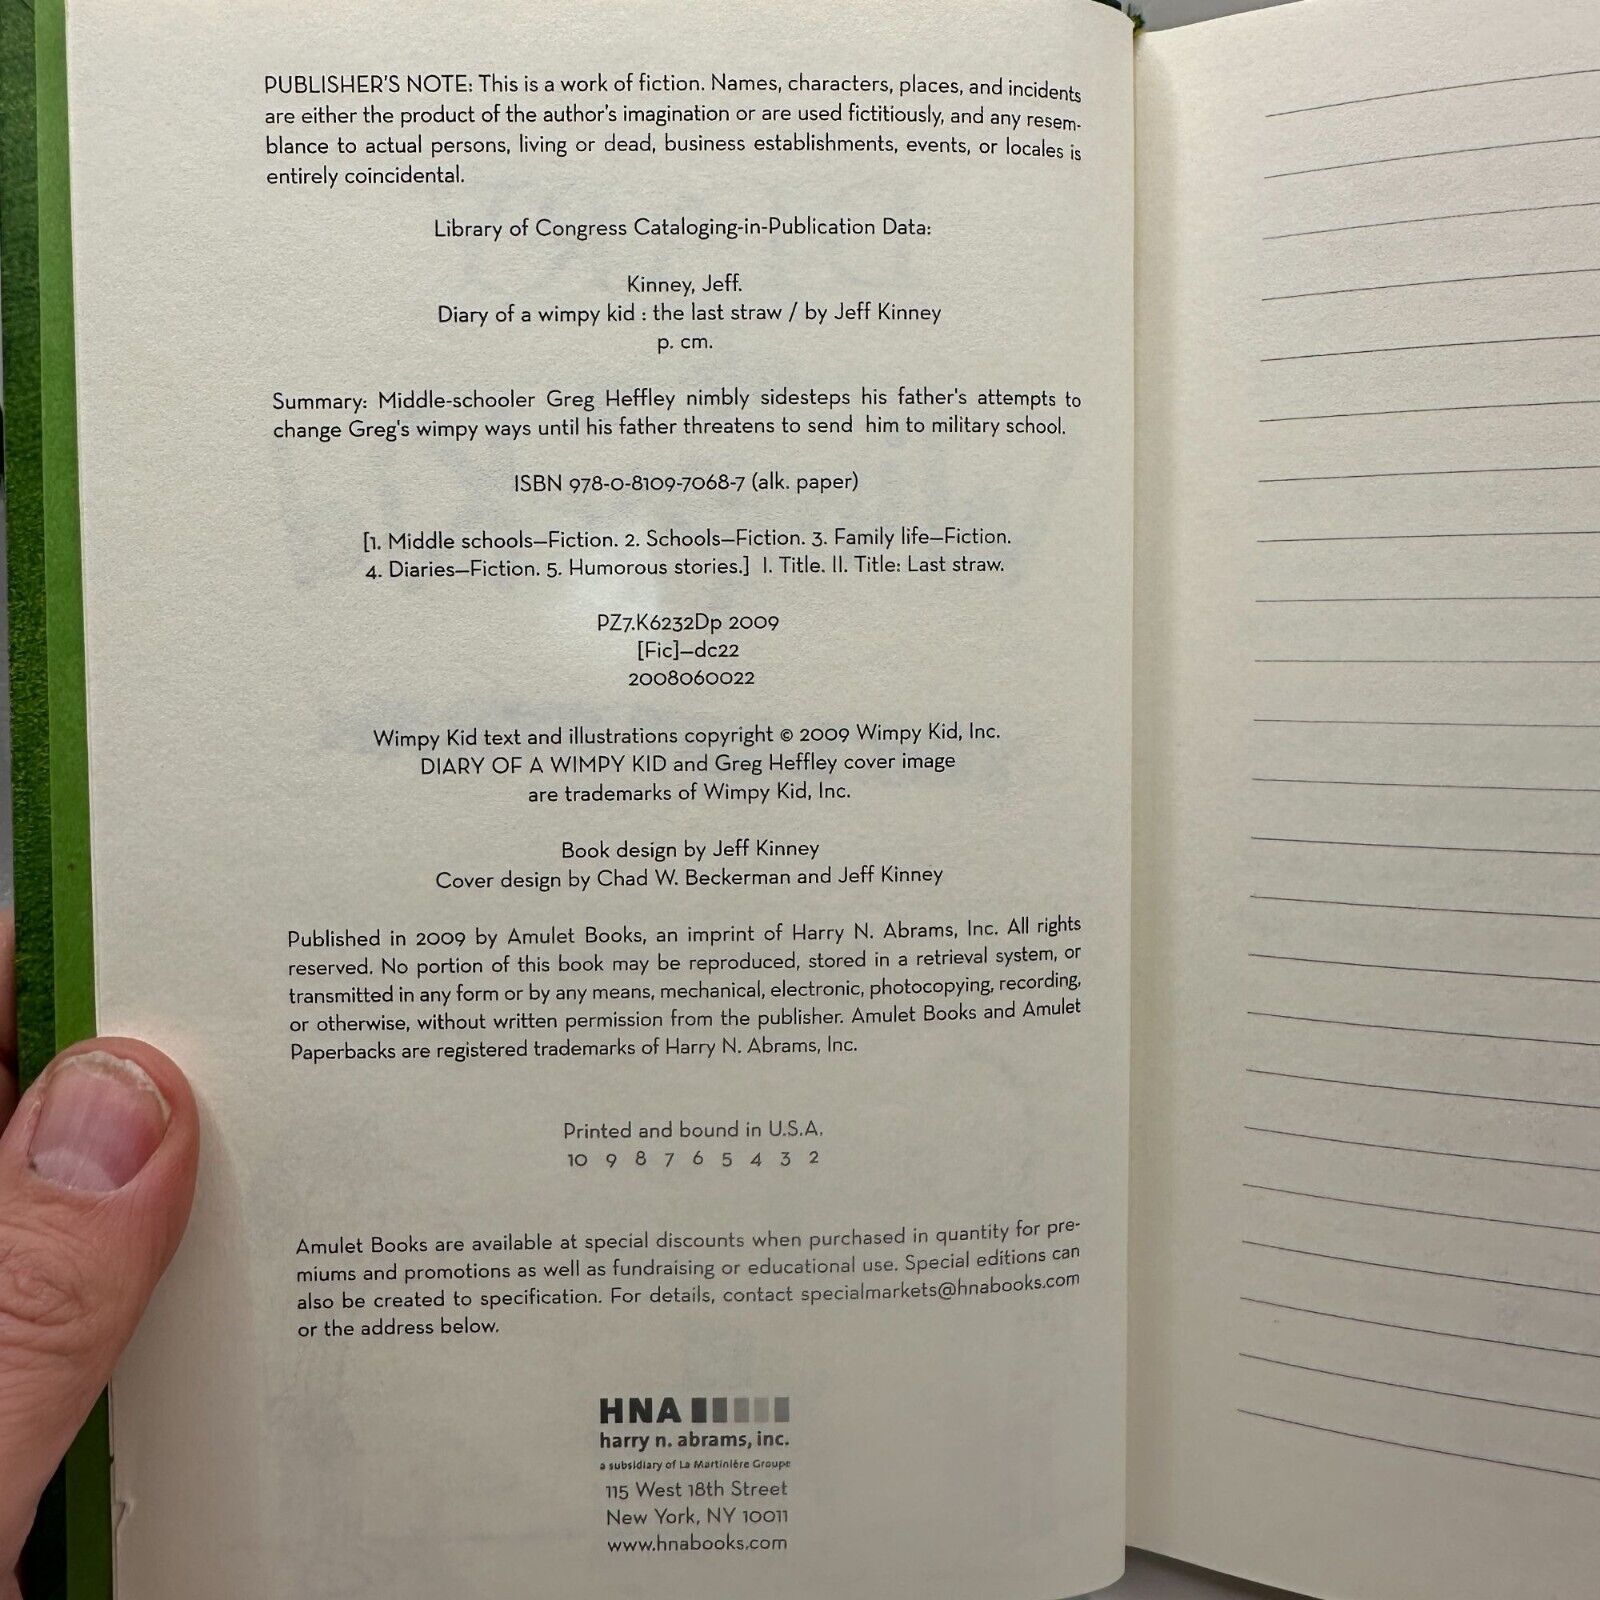 PUBLISHER'S NOTE: This is a work of fiction. Names, characters, places, and incidents
are either the product of the author's imagination or are used fictitiously, and any resem-
blance to actual persons, living or dead, business establishments, events, or locales is
entirely coincidental.
Library of Congress Cataloging-in-Publication Data:
Kinney, Jeff.
Diary of a wimpy kid : the last straw / by Jeff Kinney
p. cm.
Summary: Middle-schooler Greg Heffley nimbly sidesteps his father's attempts to
change Greg's wimpy ways until his father threatens to send him to military school.
ISBN 978-0-8109-7068-7 (alk. paper)
[1. Middle schools—Fiction. 2. Schools—Fiction. 3. Family life—Fiction.
4. Diaries—Fiction. 5. Humorous stories.] I. Title. II. Title: Last straw.
PZ7.K6232Dp 2009
[Fic]—dc22
2008060022
Wimpy Kid text and illustrations copyright © 2009 Wimpy Kid, Inc.
DIARY OF A WIMPY KID and Greg Heffley cover image
are trademarks of Wimpy Kid, Inc.
Book design by Jeff Kinney
Cover design by Chad W. Beckerman and Jeff Kinney
Published in 2009 by Amulet Books, an imprint of Harry N. Abrams, Inc. All rights
reserved. No portion of this book may be reproduced, stored in a retrieval system, or
transmitted in any form or by any means, mechanical, electronic, photocopying, recording,
or otherwise, without written permission from the publisher. Amulet Books and Amulet
Paperbacks are registered trademarks of Harry N. Abrams, Inc.
Printed and bound in U.S.A.
10 9 8 7 6 5 4 3 2
Amulet Books are available at special discounts when purchased in quantity for pre-
miums and promotions as well as fundraising or educational use. Special editions can
also be created to specification. For details, contact specialmarkets@hnabooks.com
or the address below.
HNA
harry n. abrams, inc.
a subsidiary of La Martinière Groupe
115 West 18th Street
New York, NY 10011
www.hnabooks.com